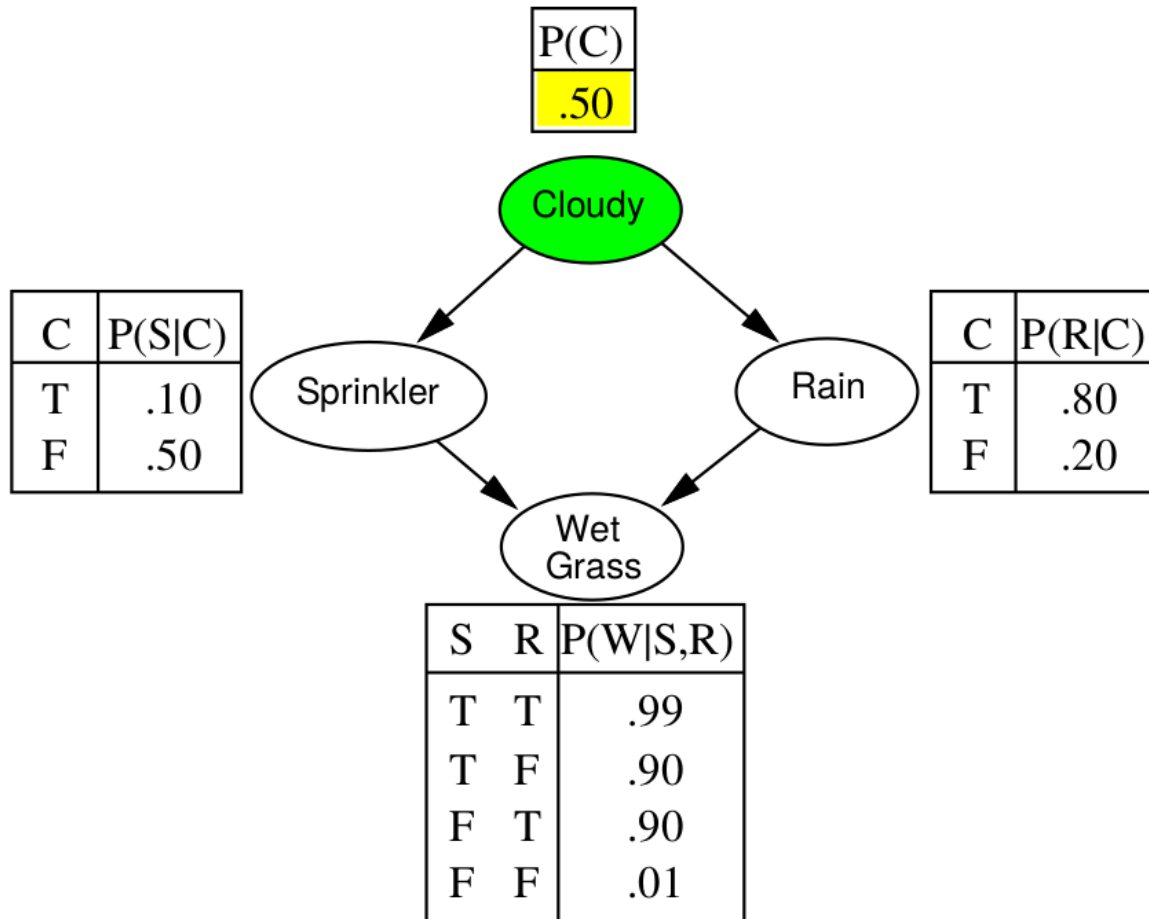 P(C)
.50
Cloudy
C P(S|C)
T .10
F .50
Sprinkler
Rain
C P(R|C)
T .80
F .20
Wet
Grass
S R P(W|S,R)
T T .99
T F .90
F T .90
F F .01